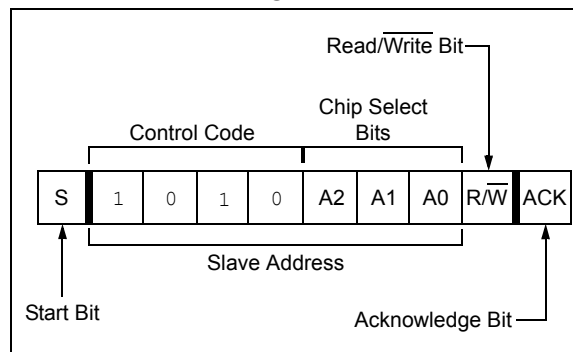 Read/Write Bit
Chip Select
Control Code Bits
S 1 0 1 0 A2 A1 A0 R/W ACK
Slave Address
Start Bit
Acknowledge Bit